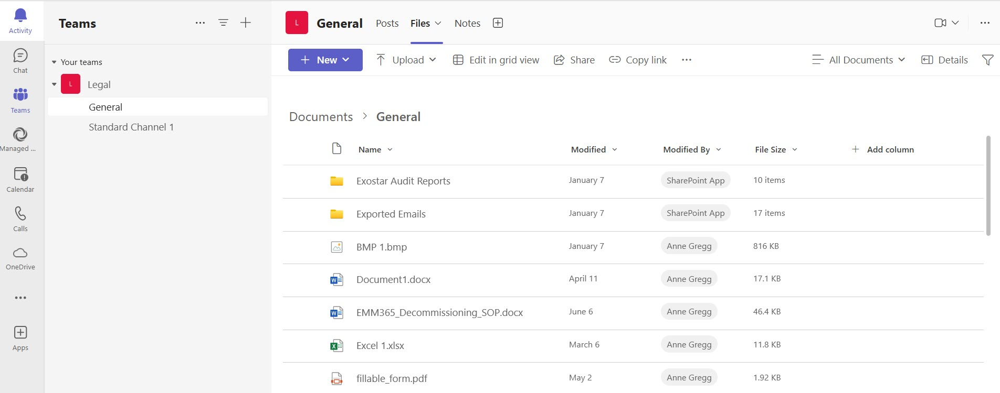 Activity
Chat
Teams
Managed ...
Calendar
Calls
OneDrive
Apps
Teams
Your teams
L Legal
General
Standard Channel 1
L General Posts Files Notes
New Upload Edit in grid view Share Copy link All Documents Details
Documents > General
Name Modified Modified By File Size Add column
Exostar Audit Reports January 7 SharePoint App 10 items
Exported Emails January 7 SharePoint App 17 items
BMP 1.bmp January 7 Anne Gregg 816 KB
Document1.docx April 11 Anne Gregg 17.1 KB
EMM365_Decommissioning_SOP.docx June 6 Anne Gregg 46.4 KB
Excel 1.xlsx March 6 Anne Gregg 11.8 KB
fillable_form.pdf May 2 Anne Gregg 1.92 KB